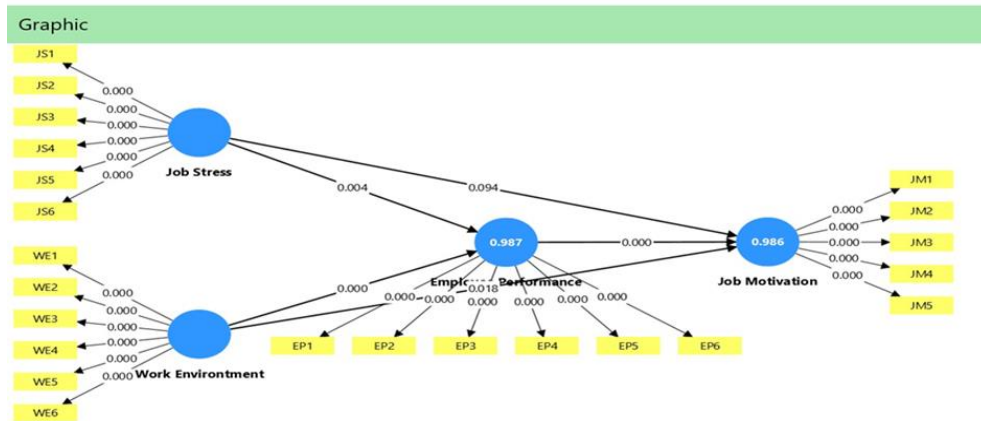 Graphic
JS1
JS2
JS3
JS4
JS5
JS6
0.000
0.000
0.000
0.000
0.000
0.000
Job Stress
0.004
0.094
WE1
WE2
WE3
WE4
WE5
WE6
0.000
0.000
0.000
0.000
0.000
0.000
Work Environtment
0.000
0.018
0.987
0.000
0.000
0.000
0.000
0.000
0.000
0.000
EP1
EP2
EP3
EP4
EP5
EP6
0.986
Job Motivation
0.000
0.000
0.000
0.000
0.000
JM1
JM2
JM3
JM4
JM5